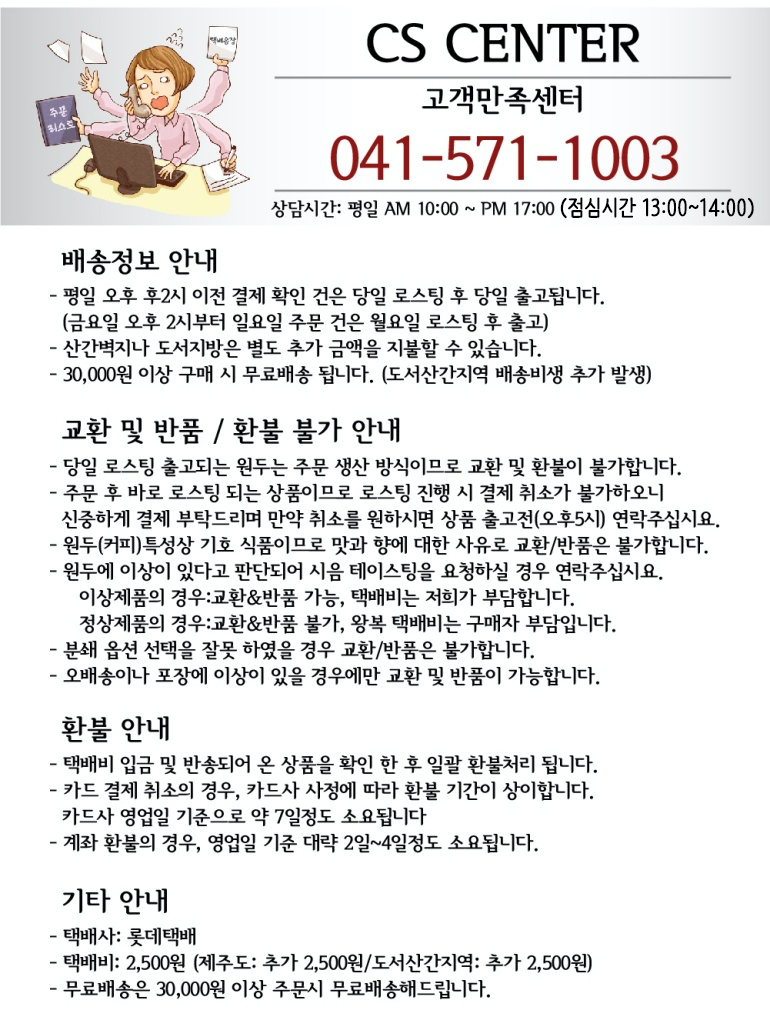 택배송장
주문
리스트
CS CENTER
고객만족센터
041-571-1003
상담시간: 평일 AM 10:00 ~ PM 17:00 (점심시간 13:00~14:00)
배송정보 안내
- 평일 오후 후2시 이전 결제 확인 건은 당일 로스팅 후 당일 출고됩니다.
(금요일 오후 2시부터 일요일 주문 건은 월요일 로스팅 후 출고)
- 산간벽지나 도서지방은 별도 추가 금액을 지불할 수 있습니다.
- 30,000원 이상 구매 시 무료배송 됩니다. (도서산간지역 배송비생 추가 발생)
교환 및 반품 / 환불 불가 안내
- 당일 로스팅 출고되는 원두는 주문 생산 방식이므로 교환 및 환불이 불가합니다.
- 주문 후 바로 로스팅 되는 상품이므로 로스팅 진행 시 결제 취소가 불가하오니
신중하게 결제 부탁드리며 만약 취소를 원하시면 상품 출고전(오후5시) 연락주십시요.
- 원두(커피)특성상 기호 식품이므로 맛과 향에 대한 사유로 교환/반품은 불가합니다.
- 원두에 이상이 있다고 판단되어 시음 테이스팅을 요청하실 경우 연락주십시요.
이상제품의 경우:교환&반품 가능, 택배비는 저희가 부담합니다.
정상제품의 경우:교환&반품 불가, 왕복 택배비는 구매자 부담입니다.
- 분쇄 옵션 선택을 잘못 하였을 경우 교환/반품은 불가합니다.
- 오배송이나 포장에 이상이 있을 경우에만 교환 및 반품이 가능합니다.
환불 안내
- 택배비 입금 및 반송되어 온 상품을 확인 한 후 일괄 환불처리 됩니다.
- 카드 결제 취소의 경우, 카드사 사정에 따라 환불 기간이 상이합니다.
카드사 영업일 기준으로 약 7일정도 소요됩니다
- 계좌 환불의 경우, 영업일 기준 대략 2일~4일정도 소요됩니다.
기타 안내
- 택배사: 롯데택배
- 택배비: 2,500원 (제주도: 추가 2,500원/도서산간지역: 추가 2,500원)
- 무료배송은 30,000원 이상 주문시 무료배송해드립니다.